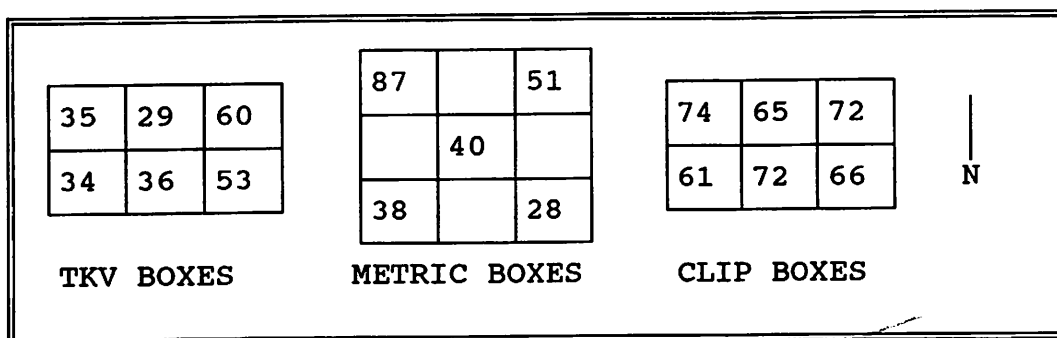 35 29 60
34 36 53
TKV BOXES
87 51
40
38 28
METRIC BOXES
74 65 72
61 72 66
CLIP BOXES
N